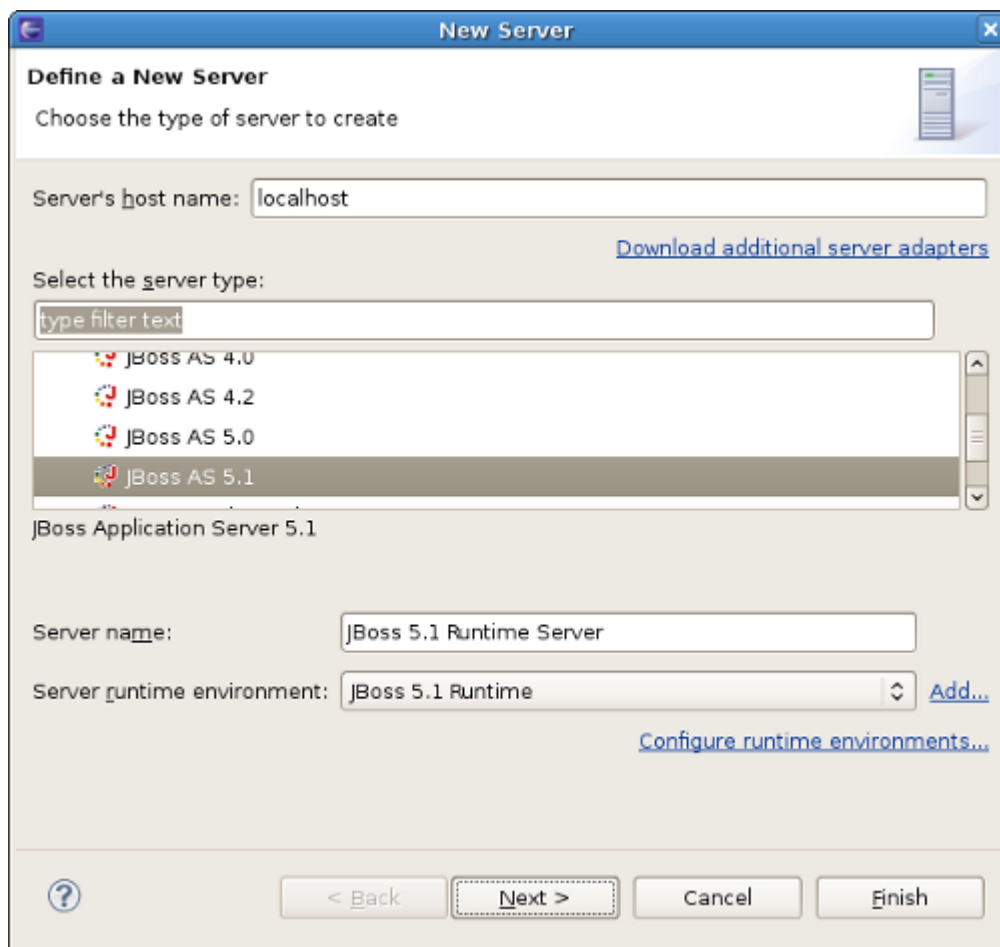 New Server
Define a New Server
Choose the type of server to create
Server's host name: localhost
Download additional server adapters
Select the server type:
type filter text
JBoss AS 4.0
JBoss AS 4.2
JBoss AS 5.0
JBoss AS 5.1
JBoss Application Server 5.1
Server name: JBoss 5.1 Runtime Server
Server runtime environment: JBoss 5.1 Runtime Add...
Configure runtime environments...
? < Back Next > Cancel Finish